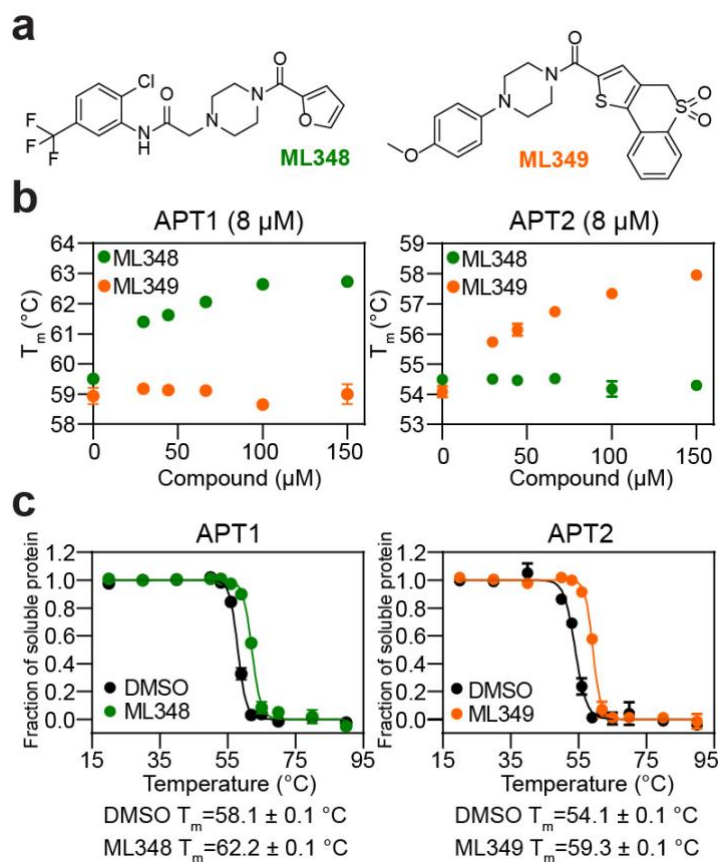 a
Cl
O
O
N
F
F
F
N
H
N
O
ML348
O
N
N
S
S
O
O
O
ML349
b
APT1 (8 µM)
64
63
62
61
60
59
58
ML348
ML349
Tm(°C)
0 50 100 150
Compound (µM)
APT2 (8 µM)
59
58
57
56
55
54
53
ML348
ML349
Tm(°C)
0 50 100 150
Compound (µM)
c
APT1
1.2
1.0
0.8
0.6
0.4
0.2
0.0
Fraction of soluble protein
DMSO
ML348
15 35 55 75 95
Temperature (°C)
DMSO Tm=58.1 ± 0.1 °C
ML348 Tm=62.2 ± 0.1 °C
APT2
1.2
1.0
0.8
0.6
0.4
0.2
0.0
Fraction of soluble protein
DMSO
ML349
15 35 55 75 95
Temperature (°C)
DMSO Tm=54.1 ± 0.1 °C
ML349 Tm=59.3 ± 0.1 °C